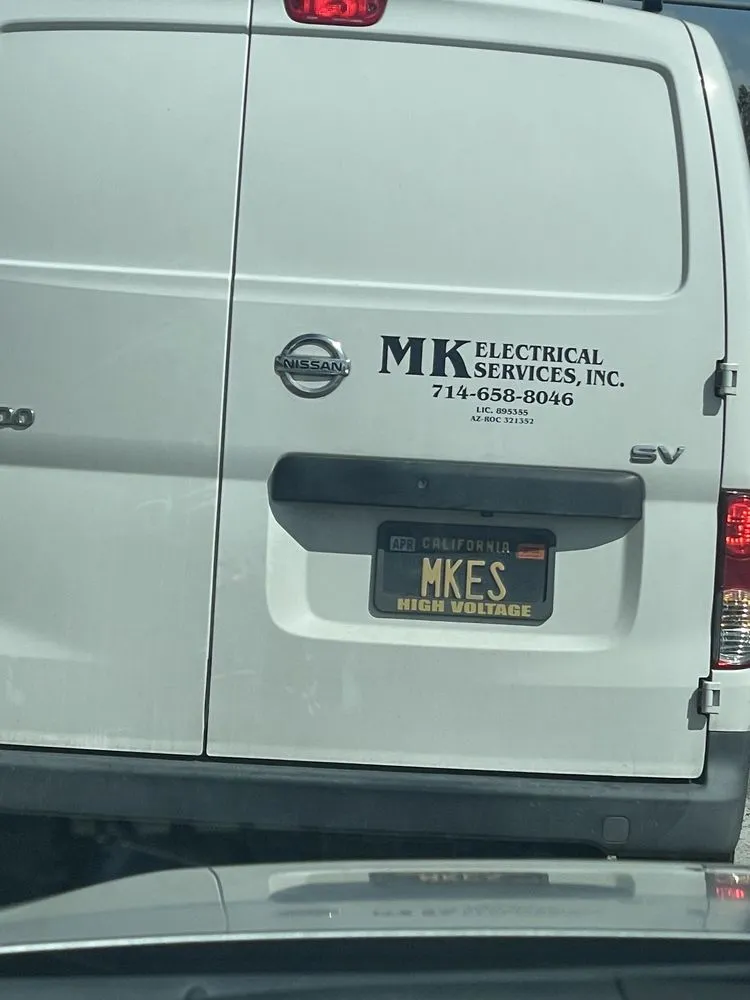 NISSAN
MK ELECTRICAL
SERVICES, INC.
714-658-8046
LIC. 895355
AZ-ROC 321352
SV
APR CALIFORNIA
MKES
HIGH VOLTAGE